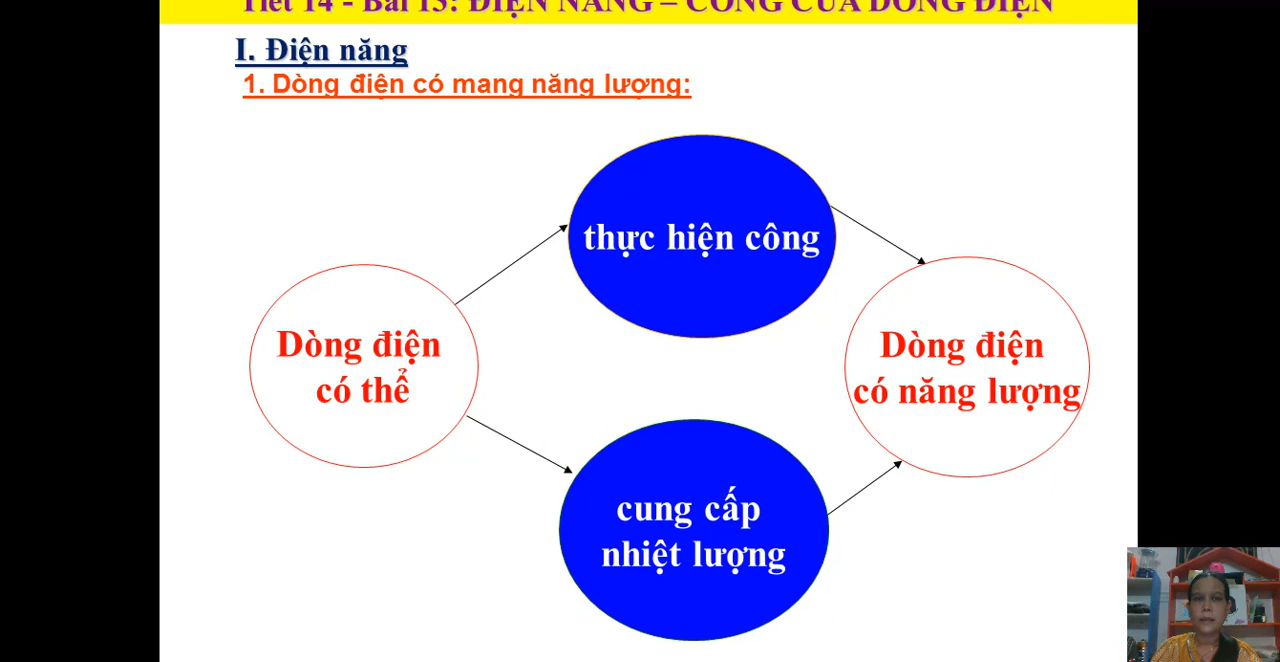 Tiết 14 - Bài 13: ĐIỆN NĂNG – CÔNG CỦA DÒNG ĐIỆN
I. Điện năng
1. Dòng điện có mang năng lượng:
thực hiện công
Dòng điện
có thể
Dòng điện
có năng lượng
cung cấp
nhiệt lượng